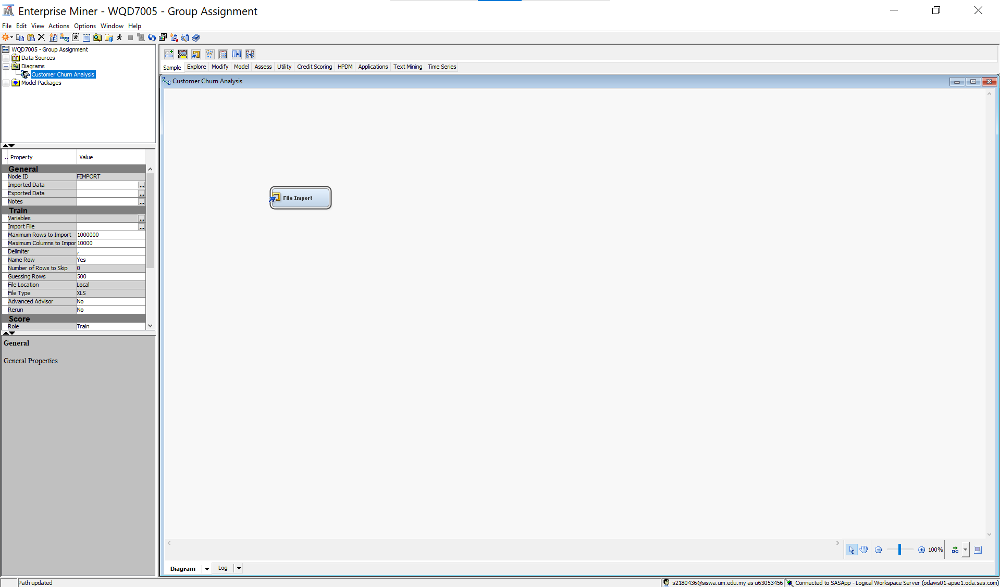 Enterprise Miner - WQD7005 - Group Assignment
File Edit View Actions Options Window Help
WQD7005 - Group Assignment
Data Sources
Diagrams
Customer Churn Analysis
Model Packages
.. Property Value
General
Node ID FIMPORT
Imported Data ...
Exported Data ...
Notes ...
Train
Variables ...
Import File ...
Maximum Rows to Import 1000000
Maximum Columns to Impor 10000
Delimiter ,
Name Row Yes
Number of Rows to Skip 0
Guessing Rows 500
File Location Local
File Type XLS
Advanced Advisor No
Rerun No
Score
Role Train
General
General Properties
Sample Explore Modify Model Assess Utility Credit Scoring HPDM Applications Text Mining Time Series
Customer Churn Analysis
File Import
100%
Diagram Log
Path updated
s2180436@siswa.um.edu.my as u63053456 Connected to SASApp - Logical Workspace Server (odaws01-apse1.oda.sas.com)